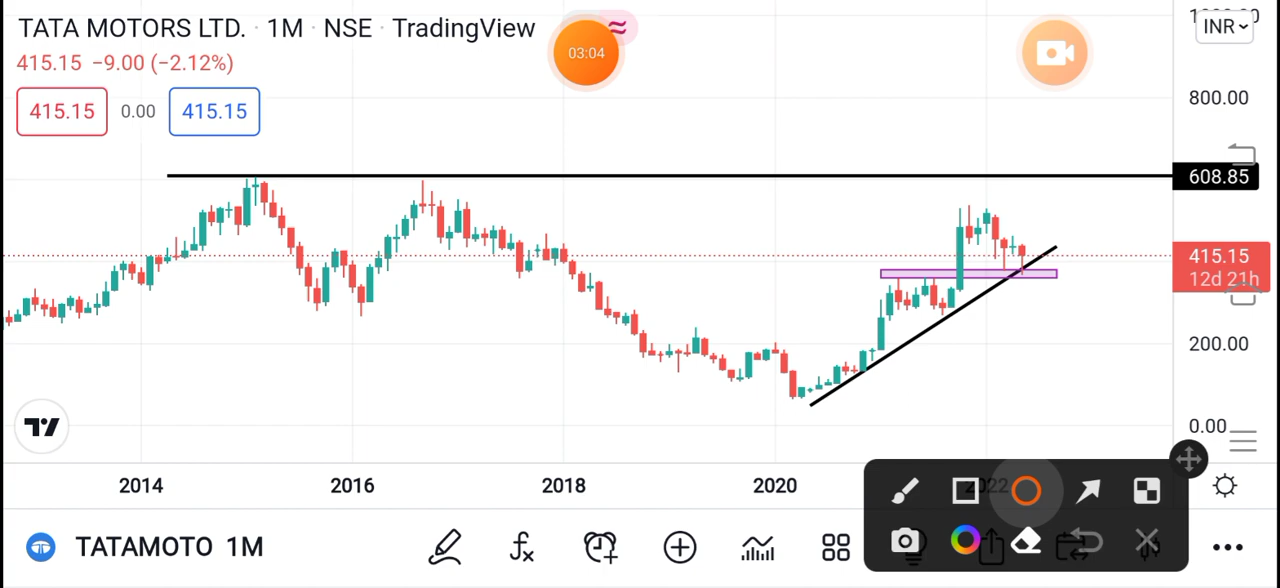 TATA MOTORS LTD. · 1M · NSE · TradingView
415.15 −9.00 (−2.12%)
415.15 0.00 415.15
03:04
INR
800.00
608.85
415.15
12d 21h
200.00
0.00
2014 2016 2018 2020 2022
TATAMOTO 1M